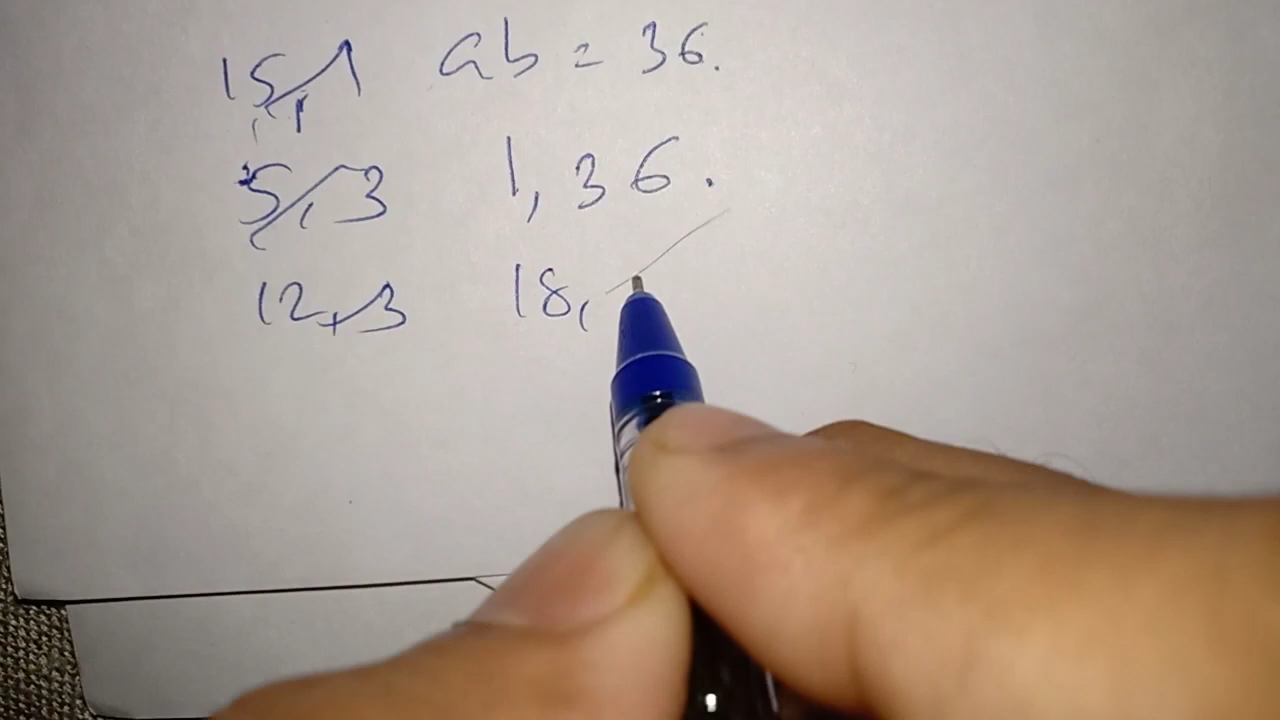 15,1 ab = 36.
5,3 1,36.
12,3 18,